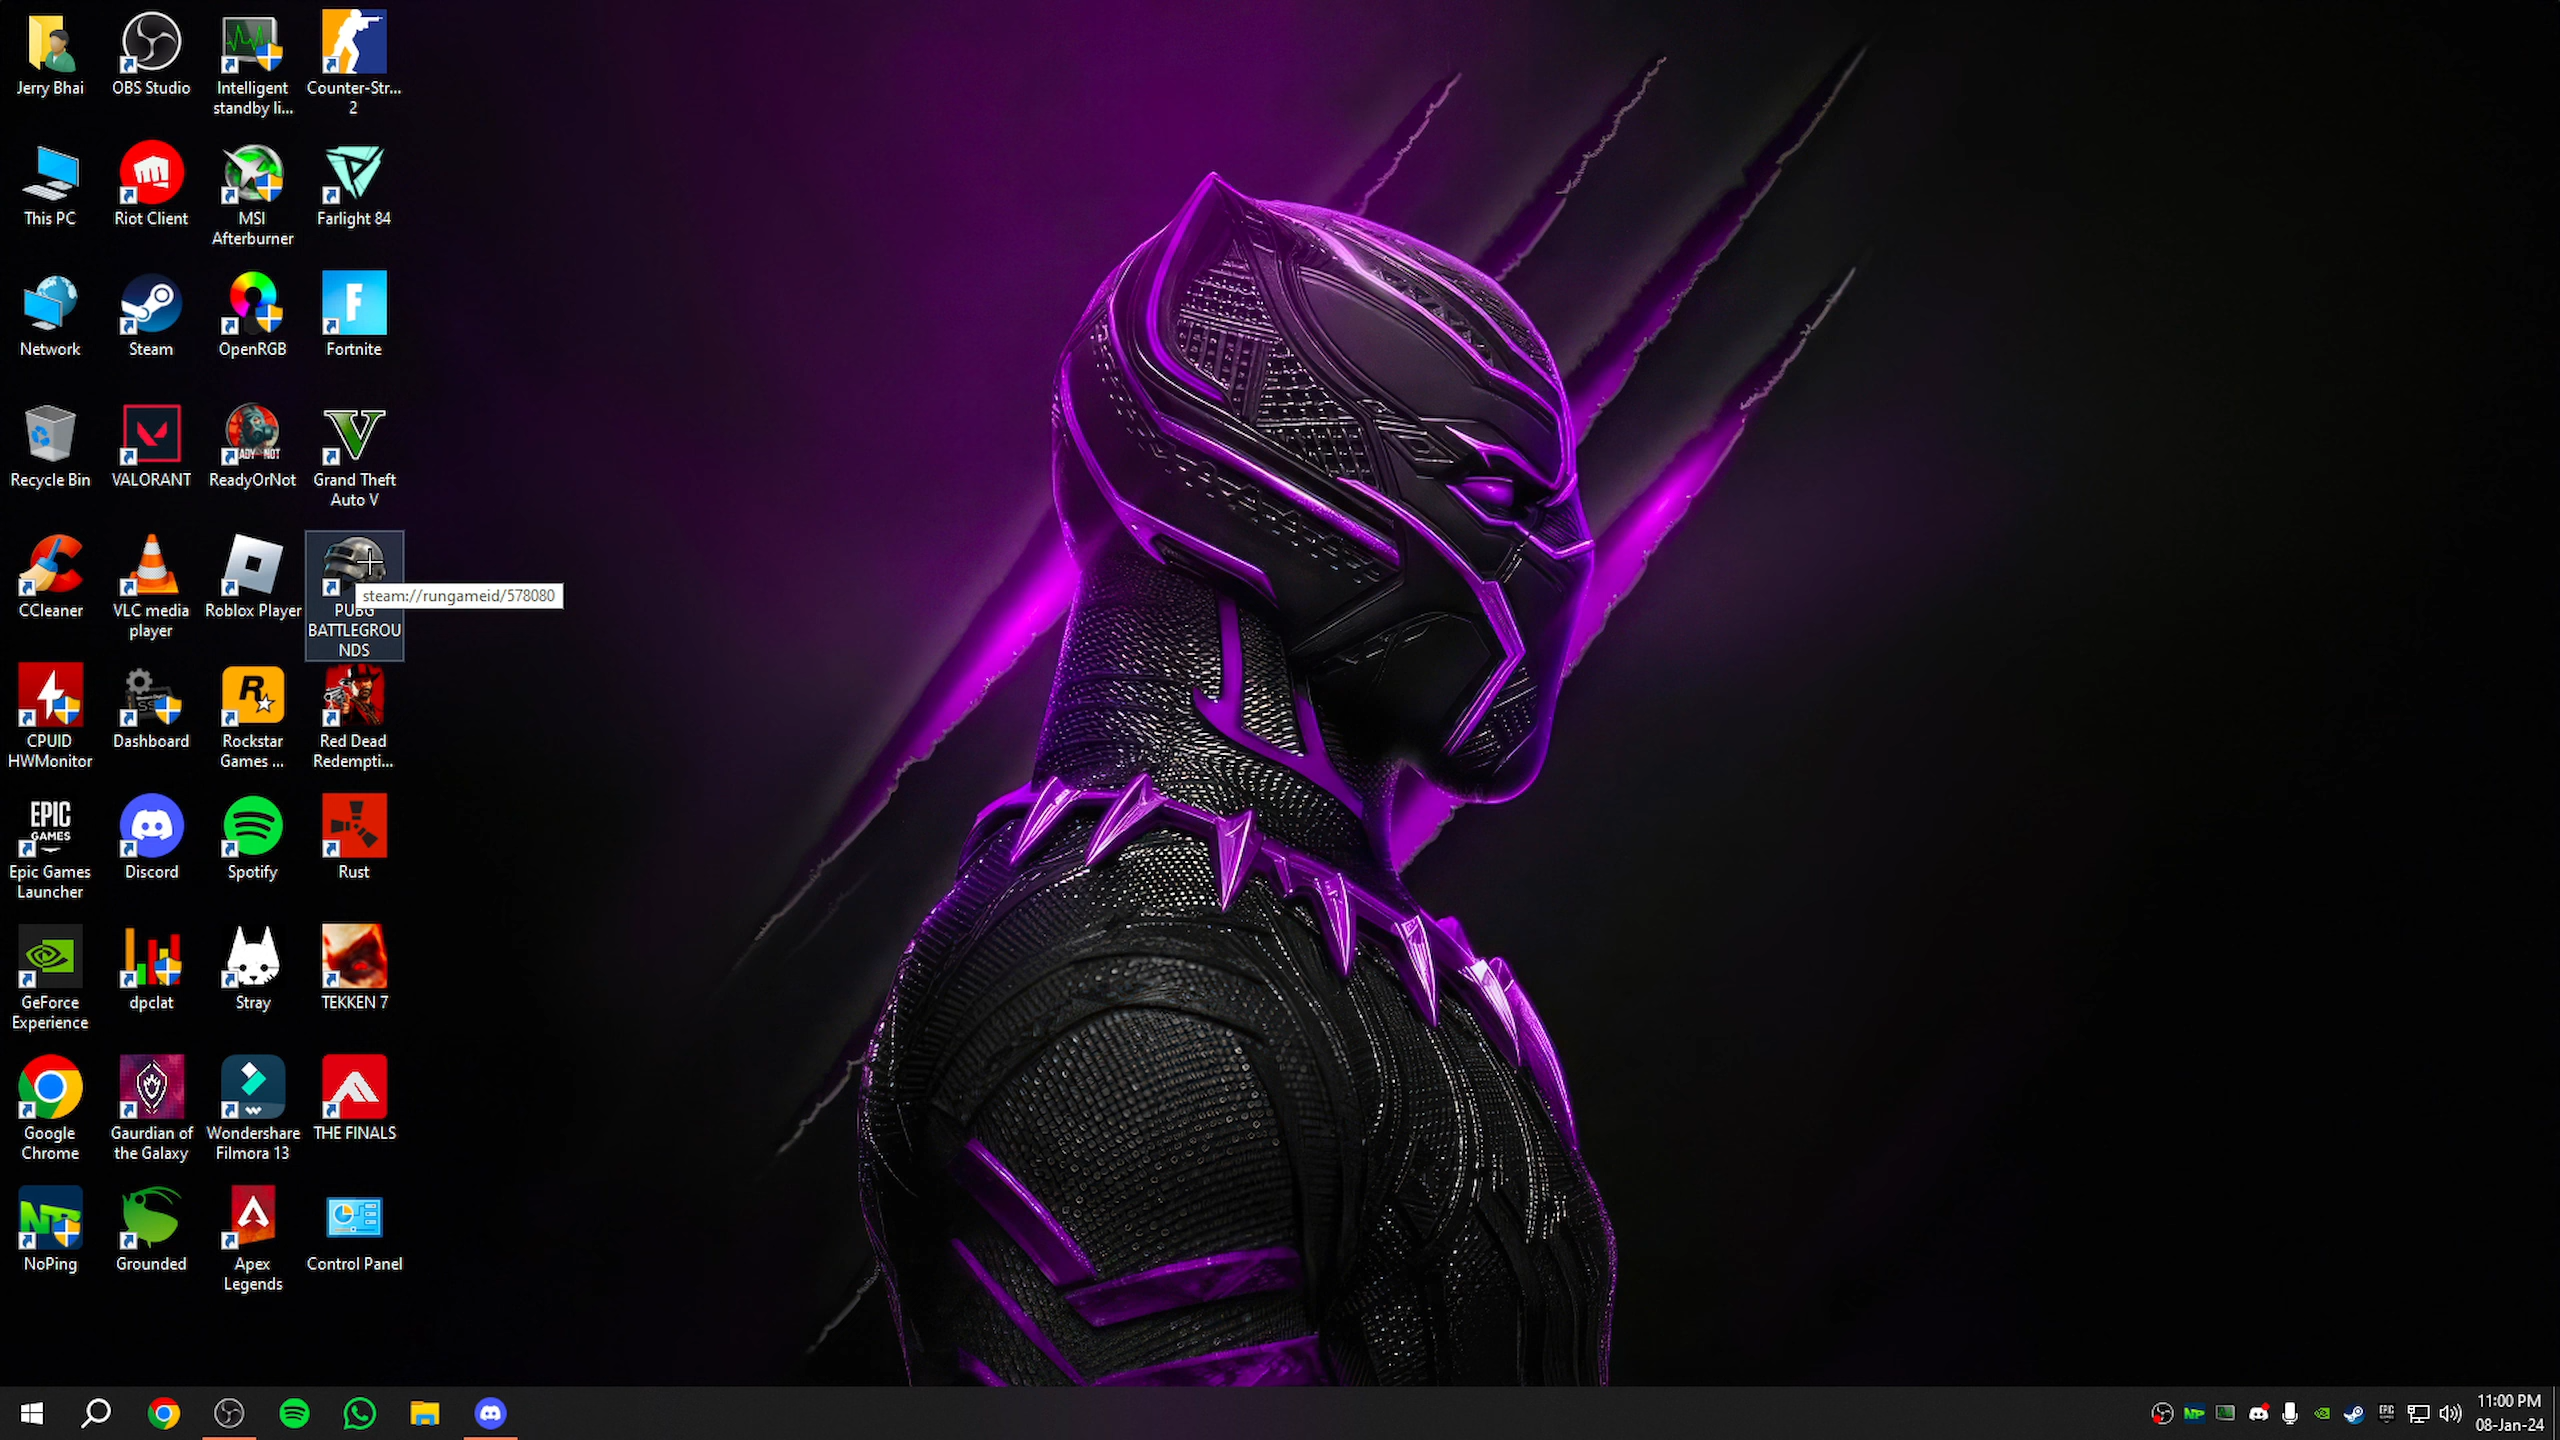 Jerry Bhai
OBS Studio
Intelligent
standby li...
Counter-Str...
2
This PC
Riot Client
MSI
Afterburner
Farlight 84
Network
Steam
OpenRGB
F
Fortnite
Recycle Bin
VALORANT
ReadyOrNot
V
Grand Theft
Auto V
CCleaner
VLC media
player
Roblox Player
steam://rungameid/578080
PUBG
BATTLEGROU
NDS
CPUID
HWMonitor
Dashboard
R
Rockstar
Games ...
Red Dead
Redempti...
EPIC
GAMES
Epic Games
Launcher
Discord
Spotify
Rust
GeForce
Experience
dpclat
Stray
TEKKEN 7
Google
Chrome
Gaurdian of
the Galaxy
Wondershare
Filmora 13
THE FINALS
NoPing
Grounded
Apex
Legends
Control Panel
11:00 PM
08-Jan-24